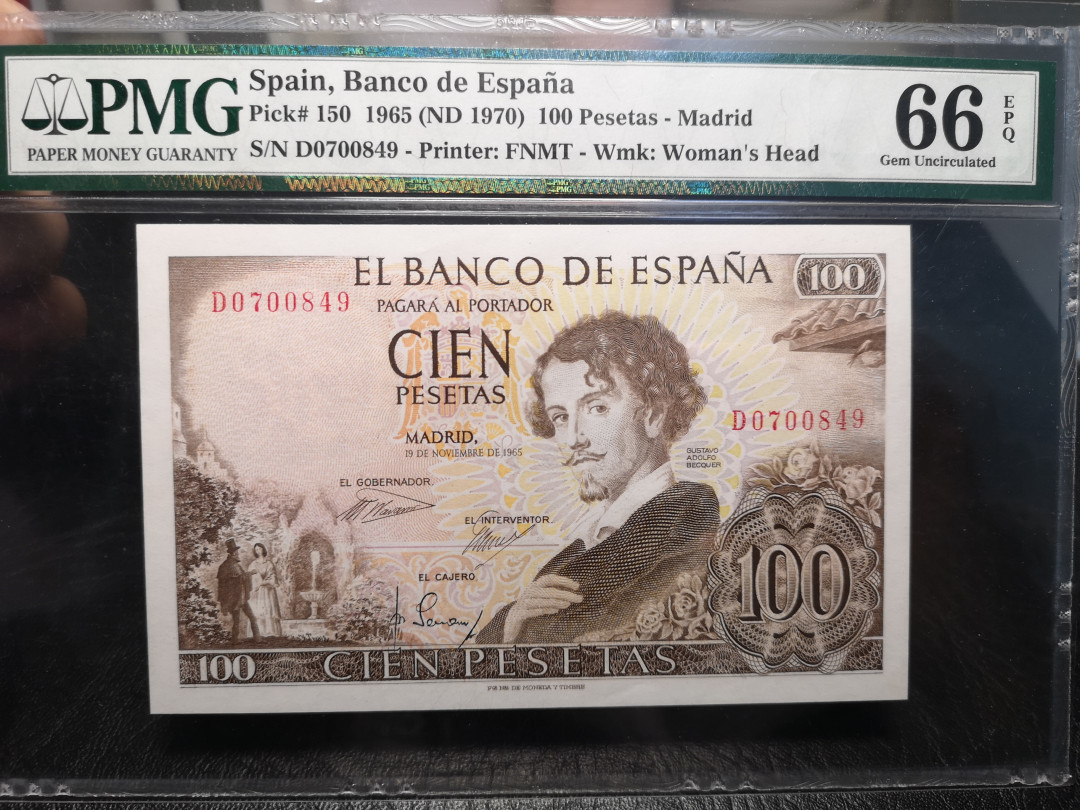 PMG
PAPER MONEY GUARANTY
Spain, Banco de España
Pick# 150 1965 (ND 1970) 100 Pesetas - Madrid
S/N D0700849 - Printer: FNMT - Wmk: Woman's Head
66
EPQ
Gem Uncirculated
EL BANCO DE ESPAÑA
100
D0700849
PAGARÁ AL PORTADOR
CIEN
PESETAS
D0700849
MADRID,
19 DE NOVIEMBRE DE 1965
GUSTAVO
ADOLFO
BECQUER
EL GOBERNADOR
EL INTERVENTOR
EL CAJERO
100
100
CIEN PESETAS
DE MONEDA Y TIMBRE